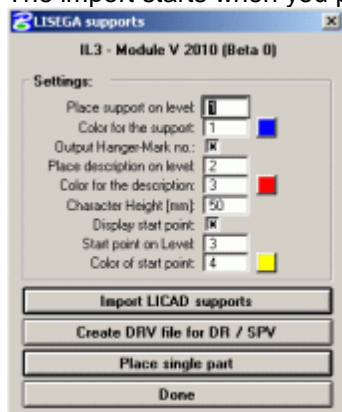 The import starts when you p
LISEGA supports
IL3 - Module V 2010 (Beta 0)
Settings:
Place support on level: 1
Color for the support: 1
Output Hanger-Mark no.:
Place description on level: 2
Color for the description: 3
Character Height [mm]: 50
Display start point:
Start point on Level: 3
Color of start point: 4
Import LICAD supports
Create DRV file for DR / SPV
Place single part
Done